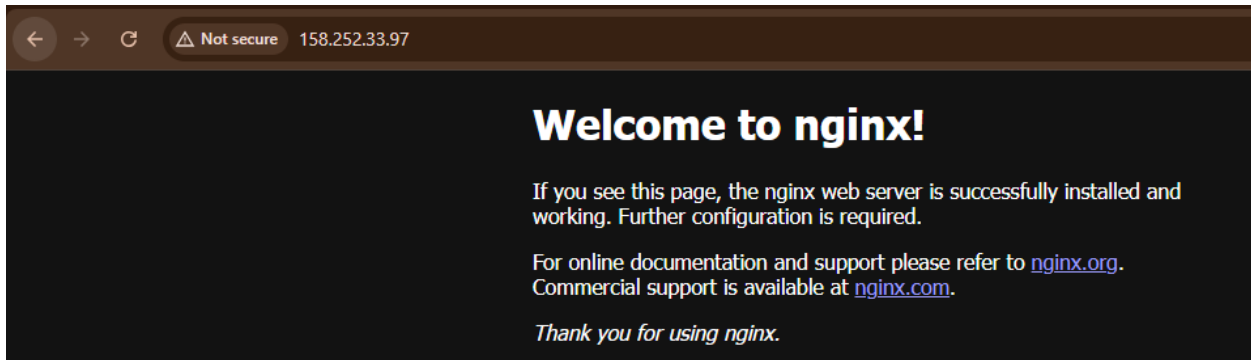 Not secure 158.252.33.97
Welcome to nginx!
If you see this page, the nginx web server is successfully installed and
working. Further configuration is required.
For online documentation and support please refer to nginx.org.
Commercial support is available at nginx.com.
Thank you for using nginx.